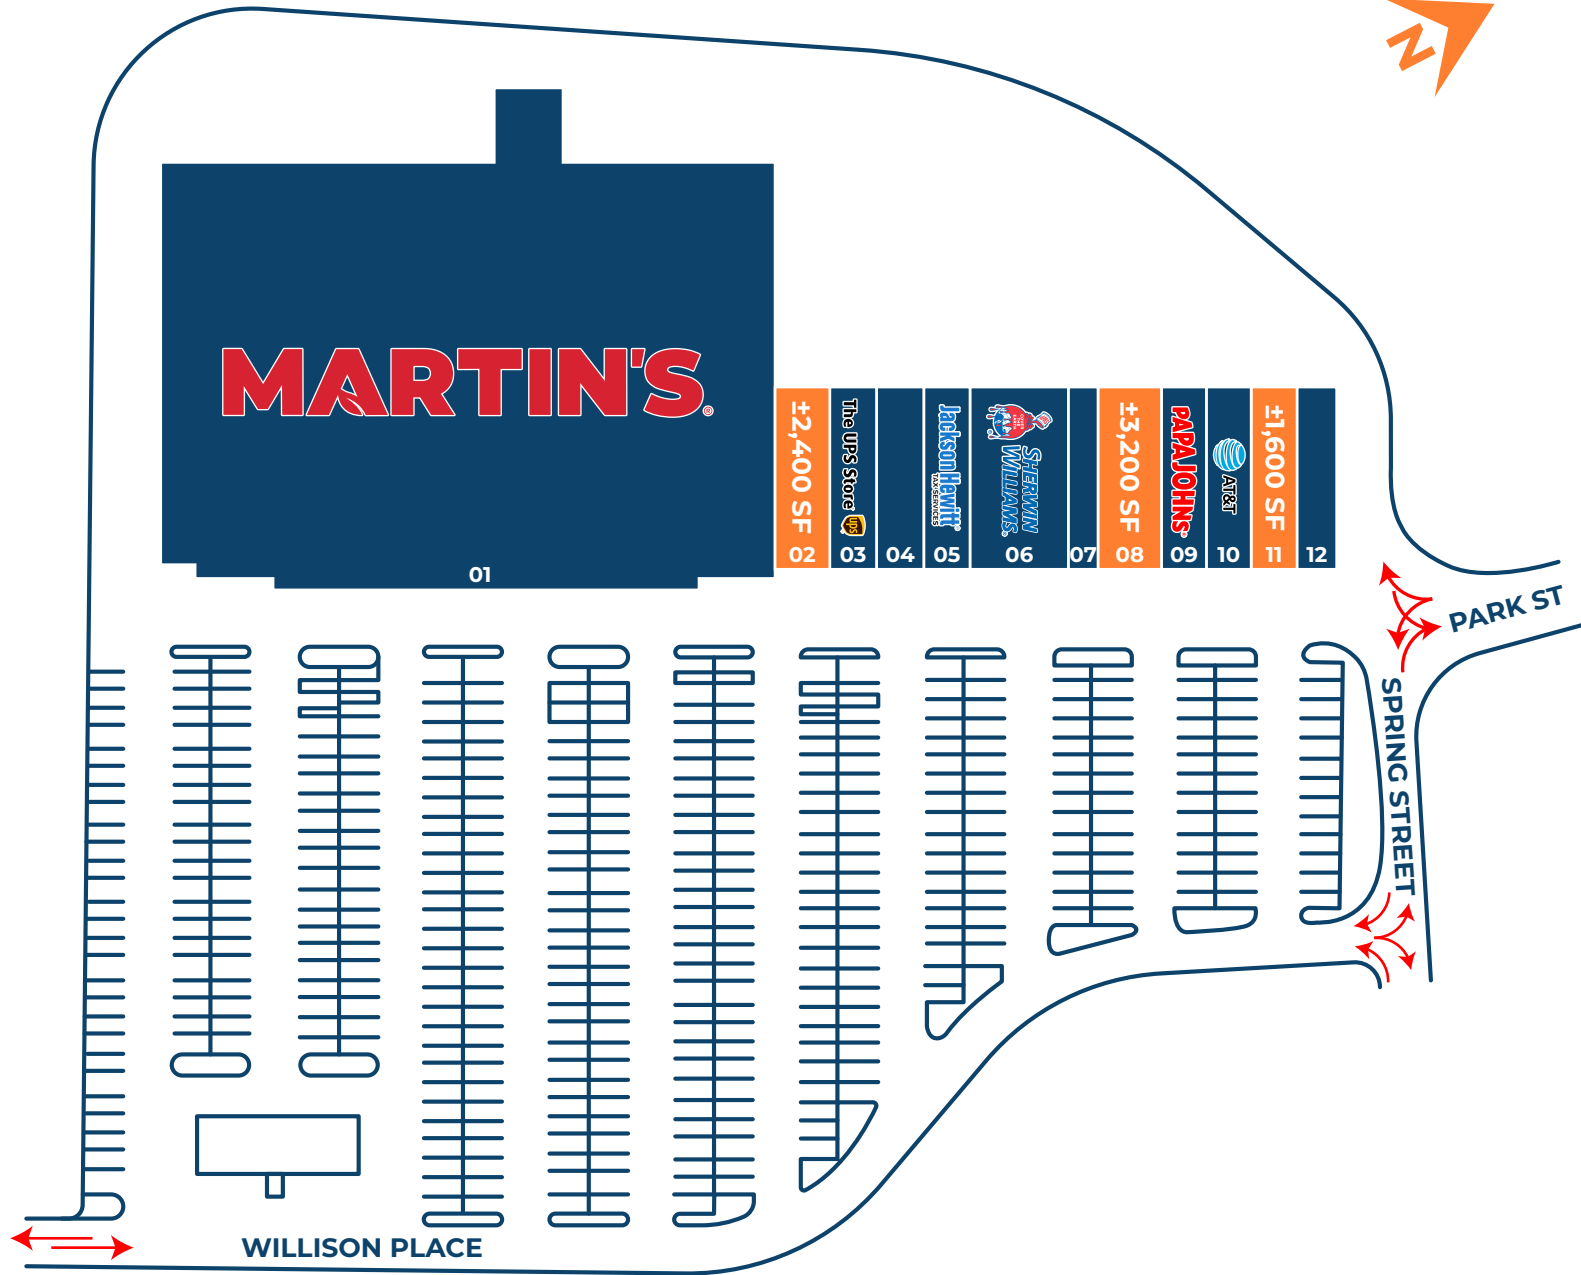 N
MARTIN'S®
01
±2,400 SF
02
The UPS Store
ups
03
04
Jackson Hewitt®
TAX SERVICES
05
SHERWIN
WILLIAMS®
06
07
±3,200 SF
08
PAPA JOHNS®
09
AT&T
10
±1,600 SF
11
12
PARK ST
SPRING STREET
WILLISON PLACE